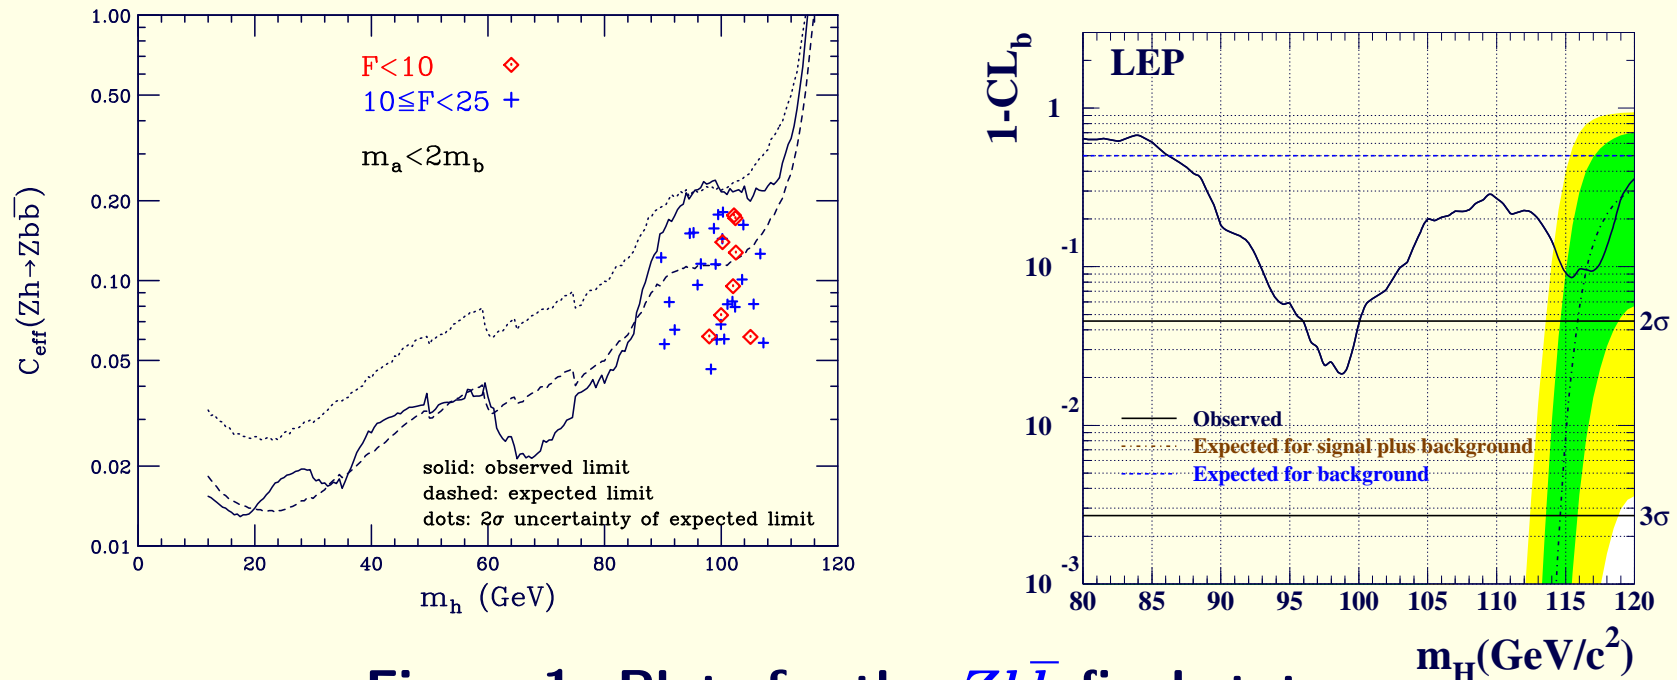 1.00
0.50
0.20
0.10
0.05
0.02
0.01
0 20 40 60 80 100 120
C_eff(Zh→Zbb̄)
m_h (GeV)
F<10
10≦F<25
m_a<2m_b
solid: observed limit
dashed: expected limit
dots: 2σ uncertainty of expected limit
1-CL_b
LEP
1
10^-1
10^-2
10^-3
2σ
3σ
Observed
Expected for signal plus background
Expected for background
80 85 90 95 100 105 110 115 120
m_H(GeV/c^2)